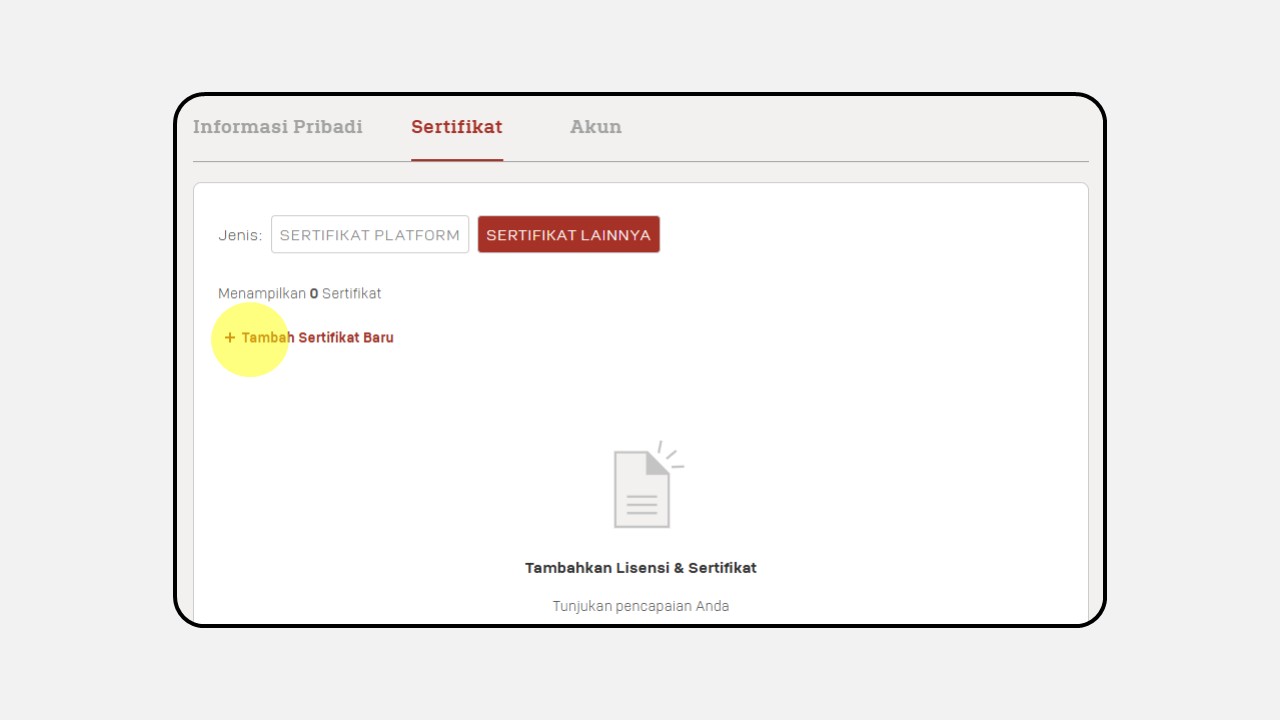 Informasi Pribadi Sertifikat Akun
Jenis: SERTIFIKAT PLATFORM SERTIFIKAT LAINNYA
Menampilkan 0 Sertifikat
+ Tambah Sertifikat Baru
Tambahkan Lisensi & Sertifikat
Tunjukan pencapaian Anda